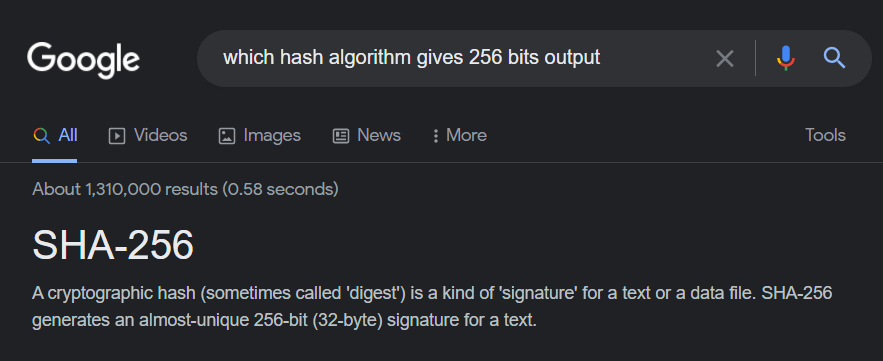 Google
which hash algorithm gives 256 bits output
All Videos Images News More Tools
About 1,310,000 results (0.58 seconds)
SHA-256
A cryptographic hash (sometimes called 'digest') is a kind of 'signature' for a text or a data file. SHA-256
generates an almost-unique 256-bit (32-byte) signature for a text.